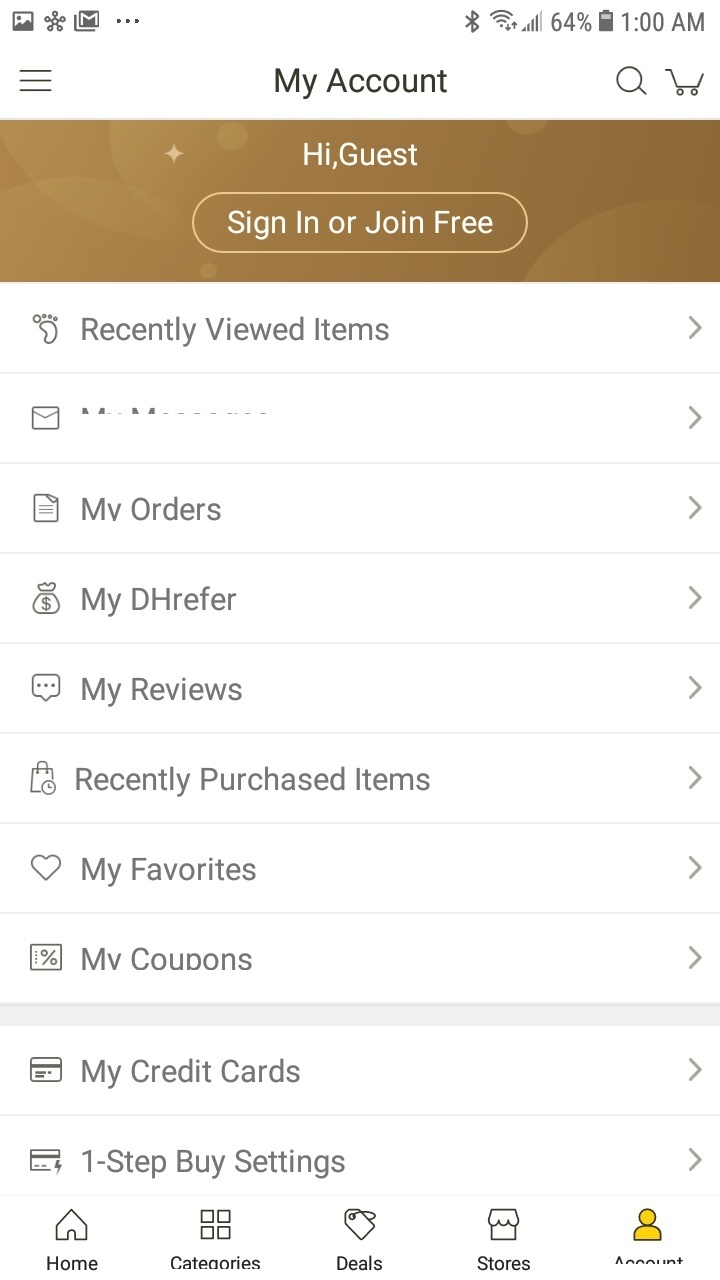 64% 1:00 AM
My Account
Hi,Guest
Sign In or Join Free
Recently Viewed Items
My Messages
My Orders
My DHrefer
My Reviews
Recently Purchased Items
My Favorites
My Coupons
My Credit Cards
1-Step Buy Settings
Home Categories Deals Stores Account